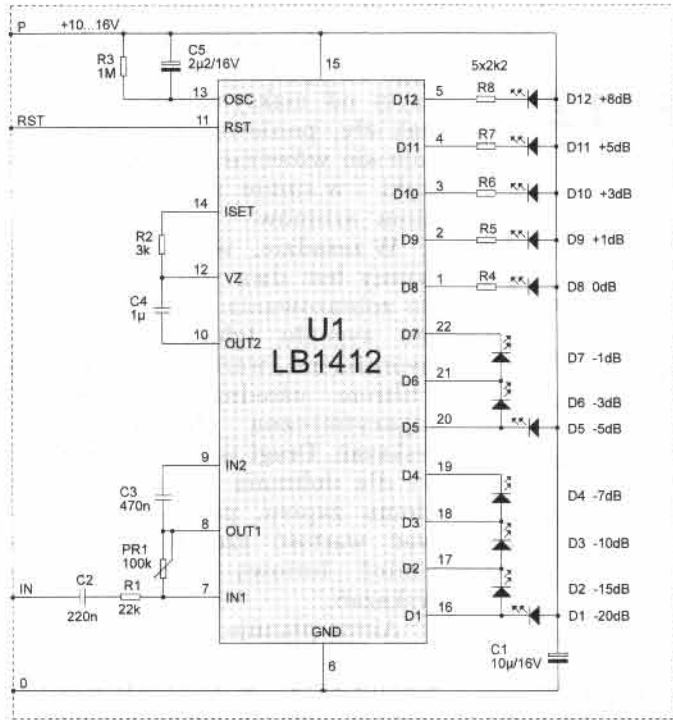 P +10...16V
R3
1M
C5
2µ2/16V
15
5x2k2
13 OSC
D12 5 R8 D12 +8dB
RST 11 RST
D11 4 R7 D11 +5dB
D10 3 R6 D10 +3dB
14 ISET
D9 2 R5 D9 +1dB
R2
3k
12 VZ
D8 1 R4 D8 0dB
C4
1µ
10 OUT2
U1
LB1412
D7 22
D7 -1dB
D6 21
D6 -3dB
D5 20 D5 -5dB
9 IN2
D4 19
D4 -7dB
C3
470n
8 OUT1
D3 18
D3 -10dB
PR1
100k
D2 17
D2 -15dB
IN C2 R1 7 IN1
220n 22k
D1 16 D1 -20dB
GND
6
C1
10µ/16V
0